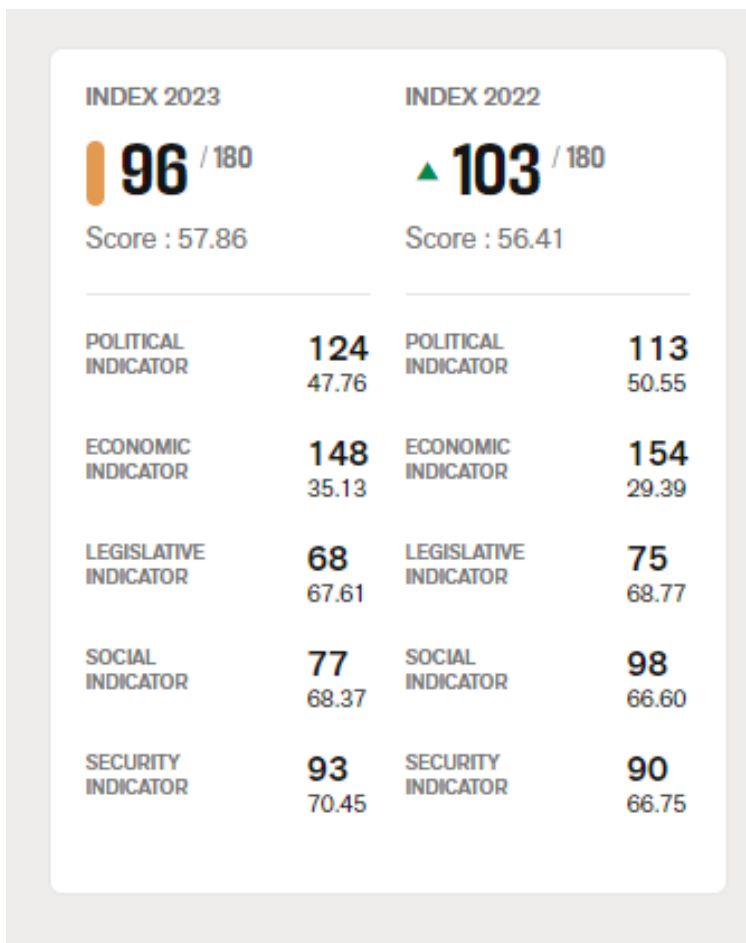 INDEX 2023
96 / 180
Score : 57.86
POLITICAL
INDICATOR
124
47.76
ECONOMIC
INDICATOR
148
35.13
LEGISLATIVE
INDICATOR
68
67.61
SOCIAL
INDICATOR
77
68.37
SECURITY
INDICATOR
93
70.45
INDEX 2022
103 / 180
Score : 56.41
POLITICAL
INDICATOR
113
50.55
ECONOMIC
INDICATOR
154
29.39
LEGISLATIVE
INDICATOR
75
68.77
SOCIAL
INDICATOR
98
66.60
SECURITY
INDICATOR
90
66.75